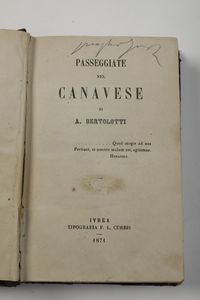 PASSEGGIATE
NEL
CANAVESE
DI
A. BERTOLOTTI
. . . . . . . . . Quod magis ad nos
Pertinet, et nescire malum est, agitamus.
HORATIUS.
IVREA
TIPOGRAFIA F. L. CURBIS
1871